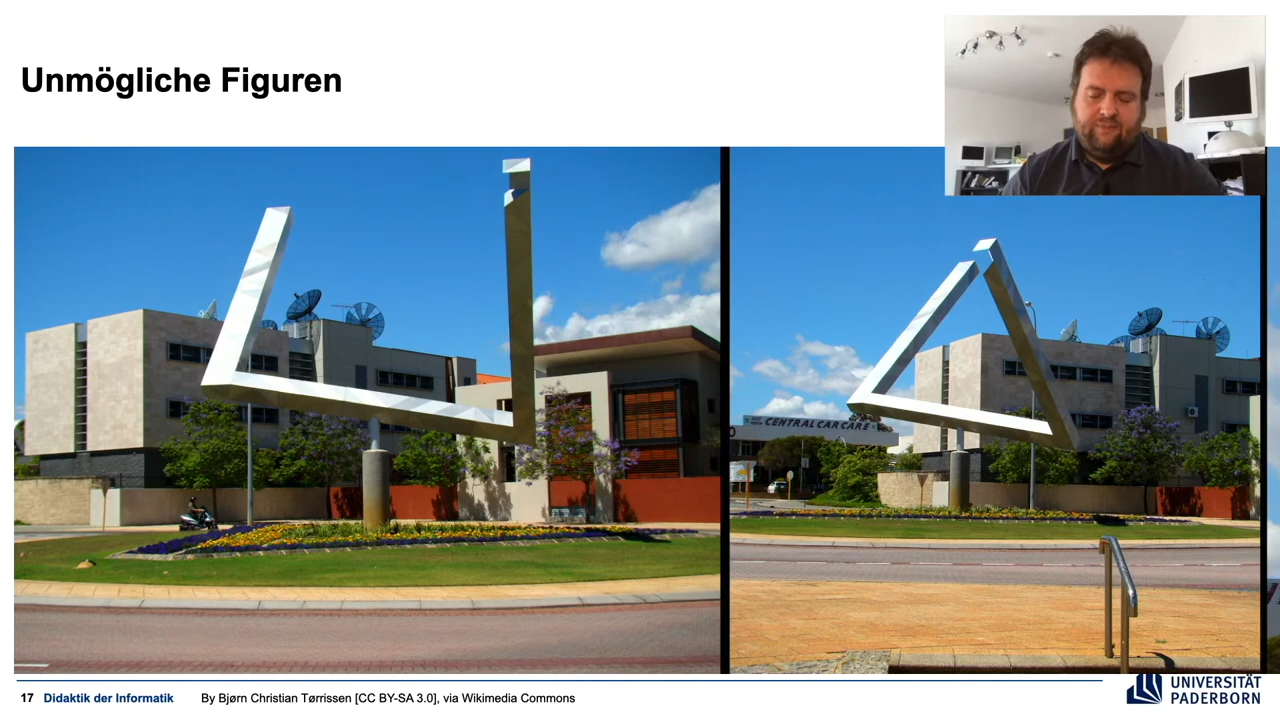 Unmögliche Figuren
CENTRAL CAR CARE
17 Didaktik der Informatik By Bjørn Christian Tørrissen [CC BY-SA 3.0], via Wikimedia Commons
UNIVERSITÄT
PADERBORN